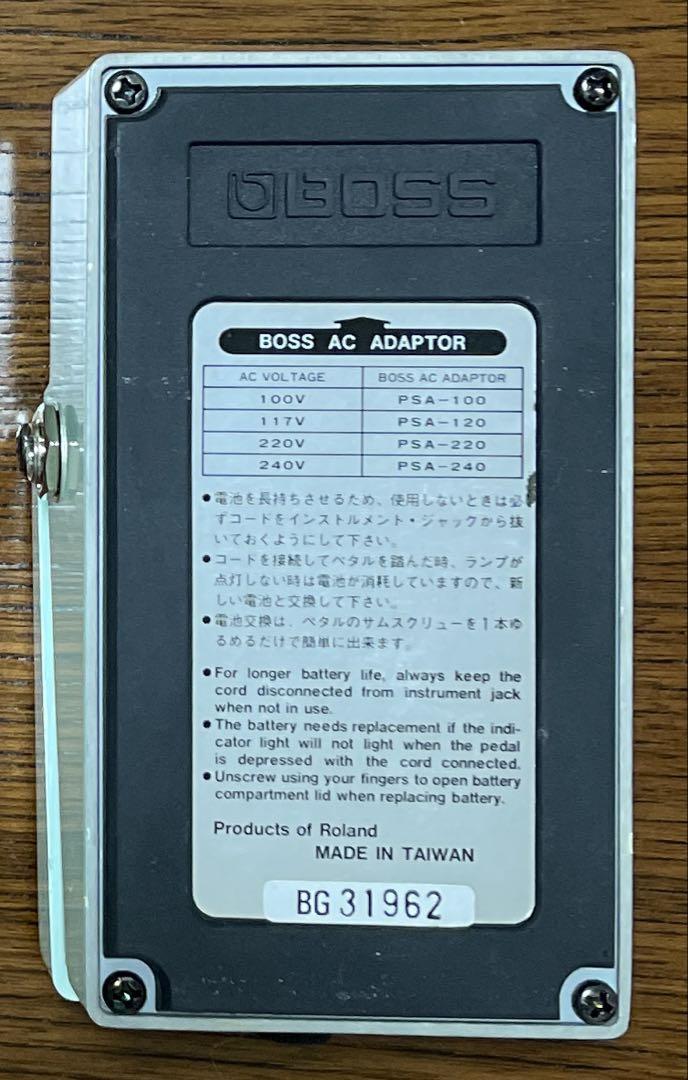 BOSS
BOSS AC ADAPTOR
AC VOLTAGE BOSS AC ADAPTOR
100V PSA-100
117V PSA-120
220V PSA-220
240V PSA-240
●電池を長持ちさせるため、使用しないときは必
ずコードをインストルメント・ジャックから抜
いておくようにして下さい。
●コードを接続してペタルを踏んだ時、ランプが
点灯しない時は電池が消耗していますので、新
しい電池と交換して下さい。
●電池交換は、ペタルのサムスクリューを1本ゆ
るめるだけで簡単に出来ます。
●For longer battery life, always keep the
cord disconnected from instrument jack
when not in use.
●The battery needs replacement if the indi-
cator light will not light when the pedal
is depressed with the cord connected.
●Unscrew using your fingers to open battery
compartment lid when replacing battery.
Products of Roland
MADE IN TAIWAN
BG 31962